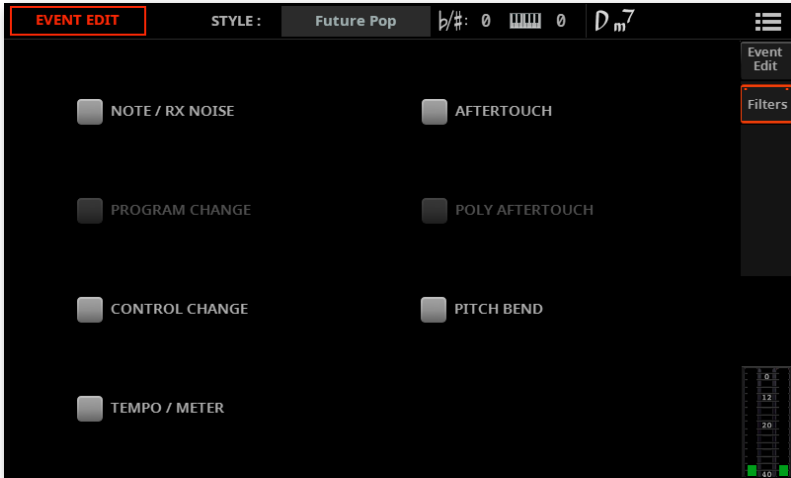 EVENT EDIT STYLE : Future Pop ♭/♯: 0 0 Dm7
Event
Edit
Filters
NOTE / RX NOISE AFTERTOUCH
PROGRAM CHANGE POLY AFTERTOUCH
CONTROL CHANGE PITCH BEND
TEMPO / METER
0
12
20
40